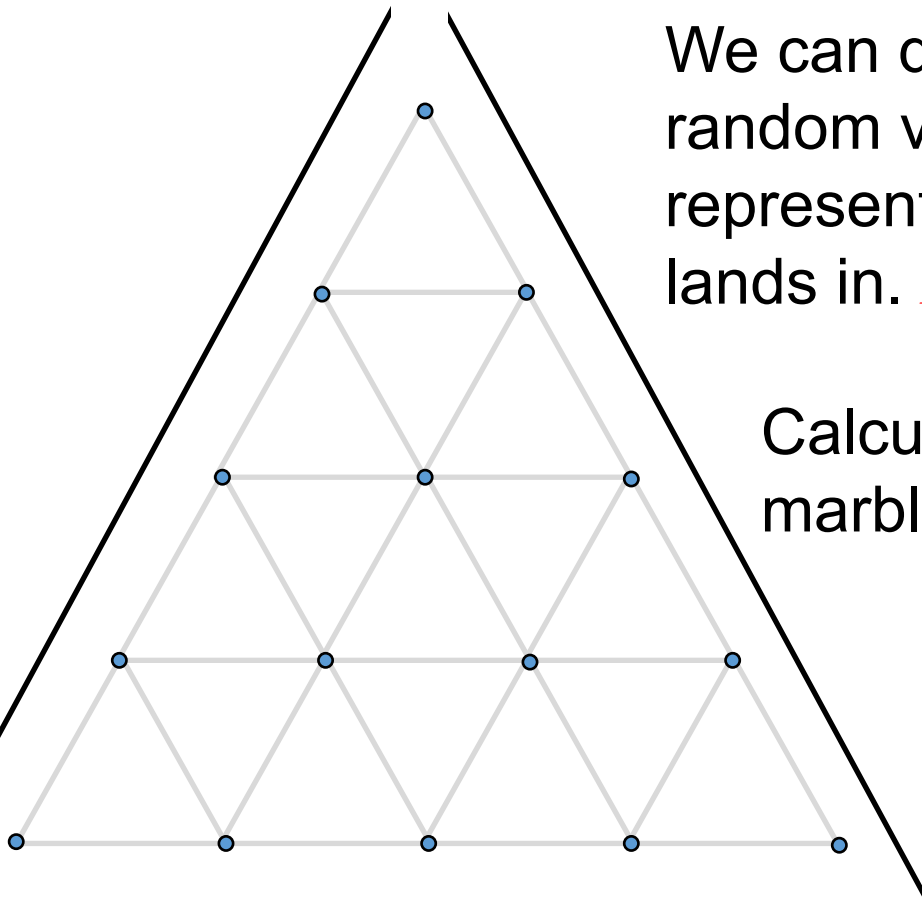 We can
random
represent
lands in.
Calcu
marbl